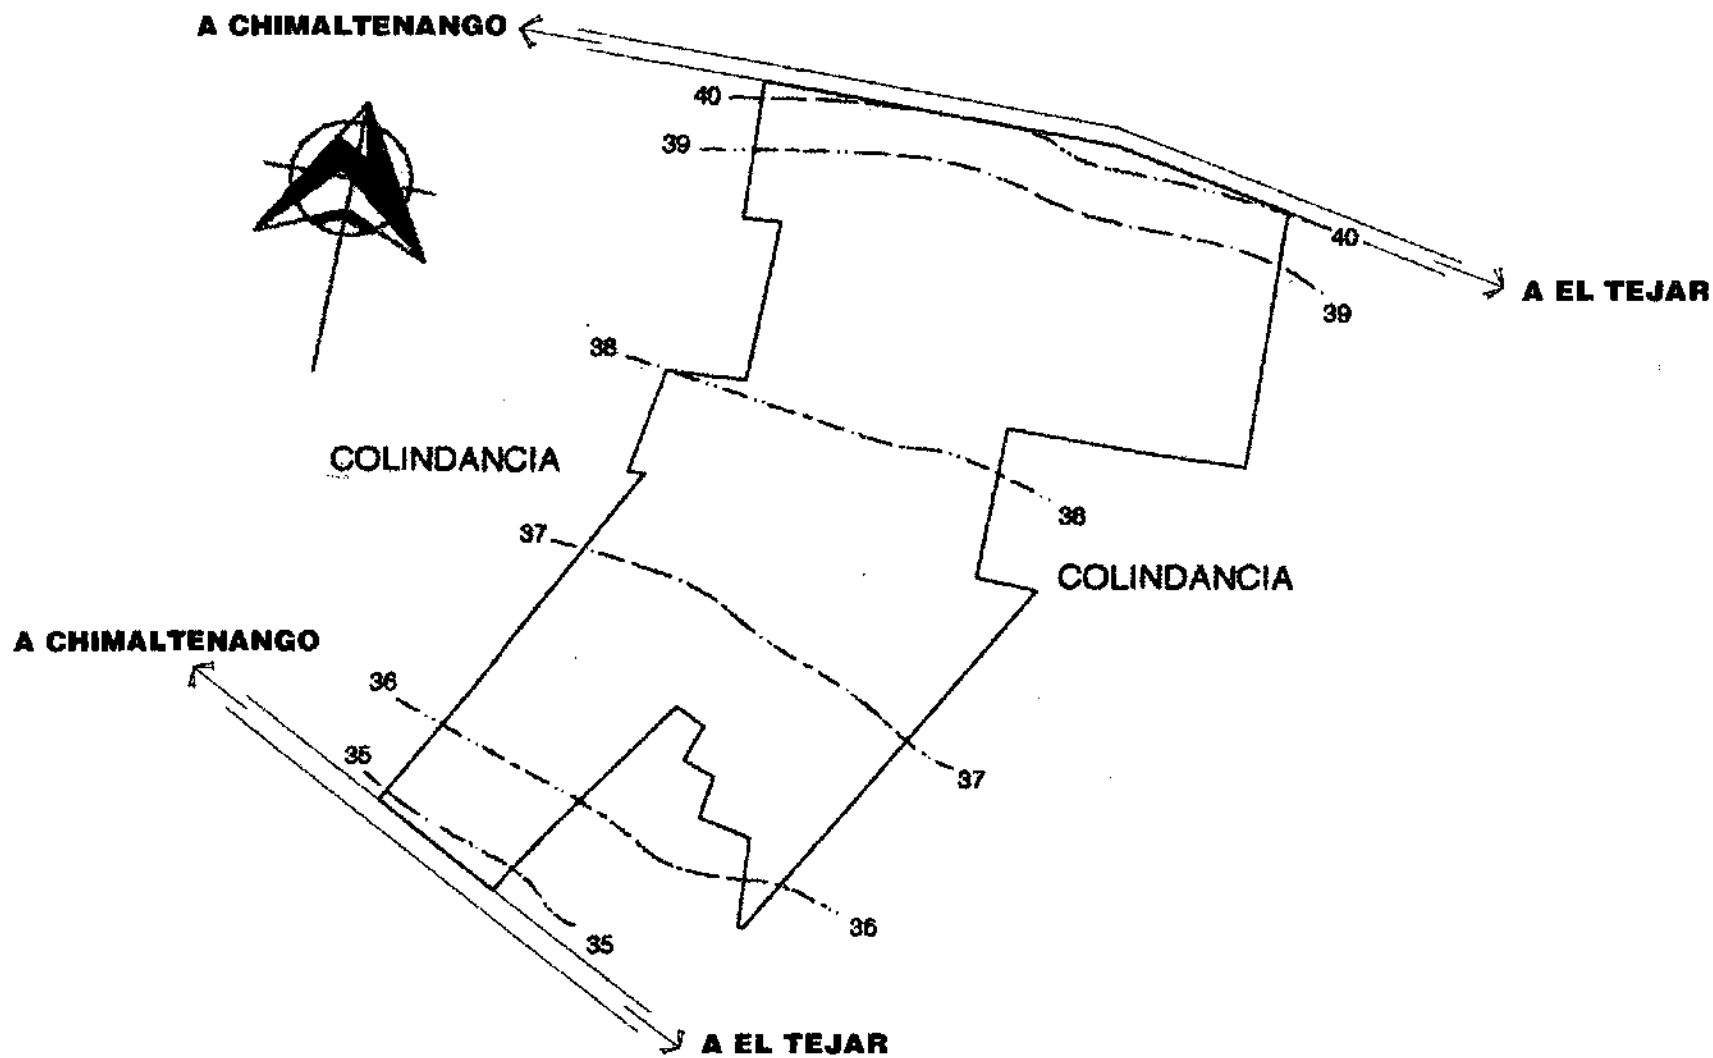 A CHIMALTENANGO
40
39
40
A EL TEJAR
39
38
COLINDANCIA
38
37
COLINDANCIA
A CHIMALTENANGO
36
35
37
36
35
A EL TEJAR